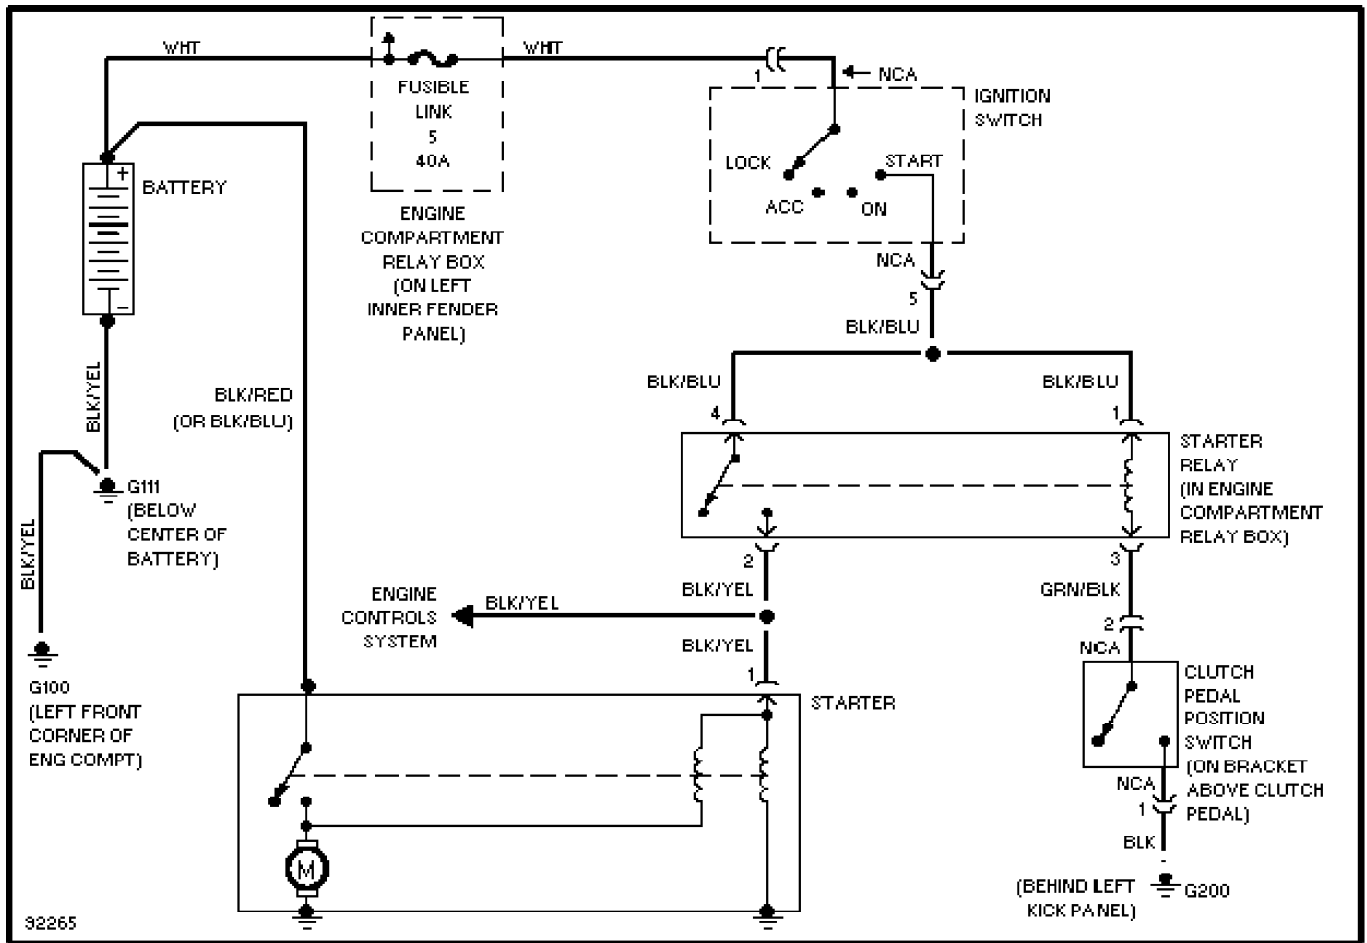 WHT
FUSIBLE
LINK
5
40A
ENGINE
COMPARTMENT
RELAY BOX
(ON LEFT
INNER FENDER
PANEL)
WHT
1
NCA
IGNITION
SWITCH
LOCK
START
ACC
ON
NCA
5
BLK/BLU
+
BATTERY
-
BLK/YEL
BLK/RED
(OR BLK/BLU)
G111
(BELOW
CENTER OF
BATTERY)
BLK/YEL
G100
(LEFT FRONT
CORNER OF
ENG COMPT)
BLK/BLU
4
BLK/BLU
1
STARTER
RELAY
(IN ENGINE
COMPARTMENT
RELAY BOX)
2
BLK/YEL
3
GRN/BLK
ENGINE
CONTROLS
SYSTEM
BLK/YEL
BLK/YEL
1
STARTER
M
2
NCA
CLUTCH
PEDAL
POSITION
SWITCH
(ON BRACKET
ABOVE CLUTCH
PEDAL)
NCA
1
BLK
G200
(BEHIND LEFT
KICK PANEL)
92265